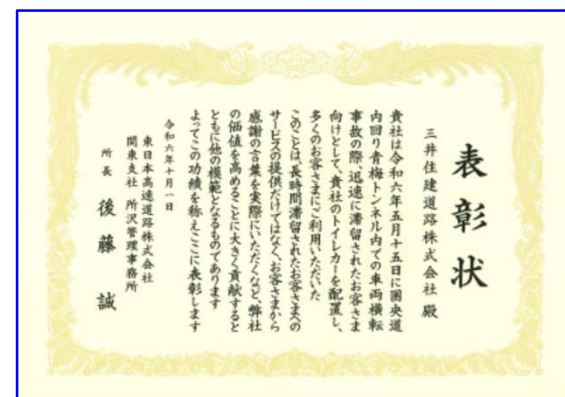 表彰状
三井住建道路株式会社 殿
貴社は令和六年五月十五日に圏央道
内回り青梅トンネル内での車両横転
事故の際、迅速に滞留されたお客さま
向けとして、貴社のトイレカーを配置し、
多くのお客さまにご利用いただいた
このことは、長時間滞留されたお客さまへの
サービスの提供だけではなく、お客さまから
感謝の言葉を実際にいただくなど、弊社
の価値を高めることに大きく貢献すると
ともに他の模範となるものであります
よってこの功績を称えここに表彰します
令和六年十月一日
東日本高速道路株式会社
関東支社 所沢管理事務所
所長 後藤 誠